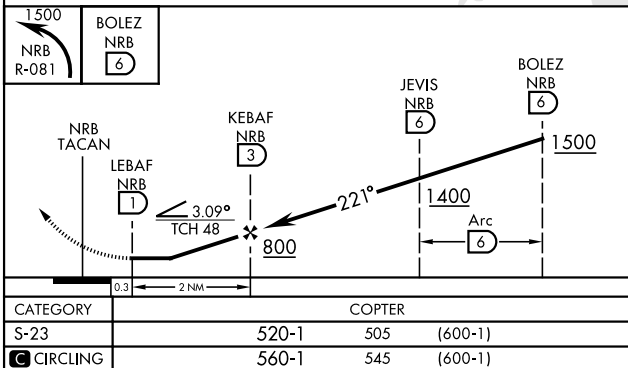 1500
NRB
R-081
BOLEZ
NRB
6
NRB
TACAN
LEBAF
NRB
1
3.09°
TCH 48
KEBAF
NRB
3
800
JEVIS
NRB
6
1400
BOLEZ
NRB
6
1500
221°
Arc
6
0.3
2 NM
CATEGORY COPTER
S-23 520-1 505 (600-1)
C CIRCLING 560-1 545 (600-1)